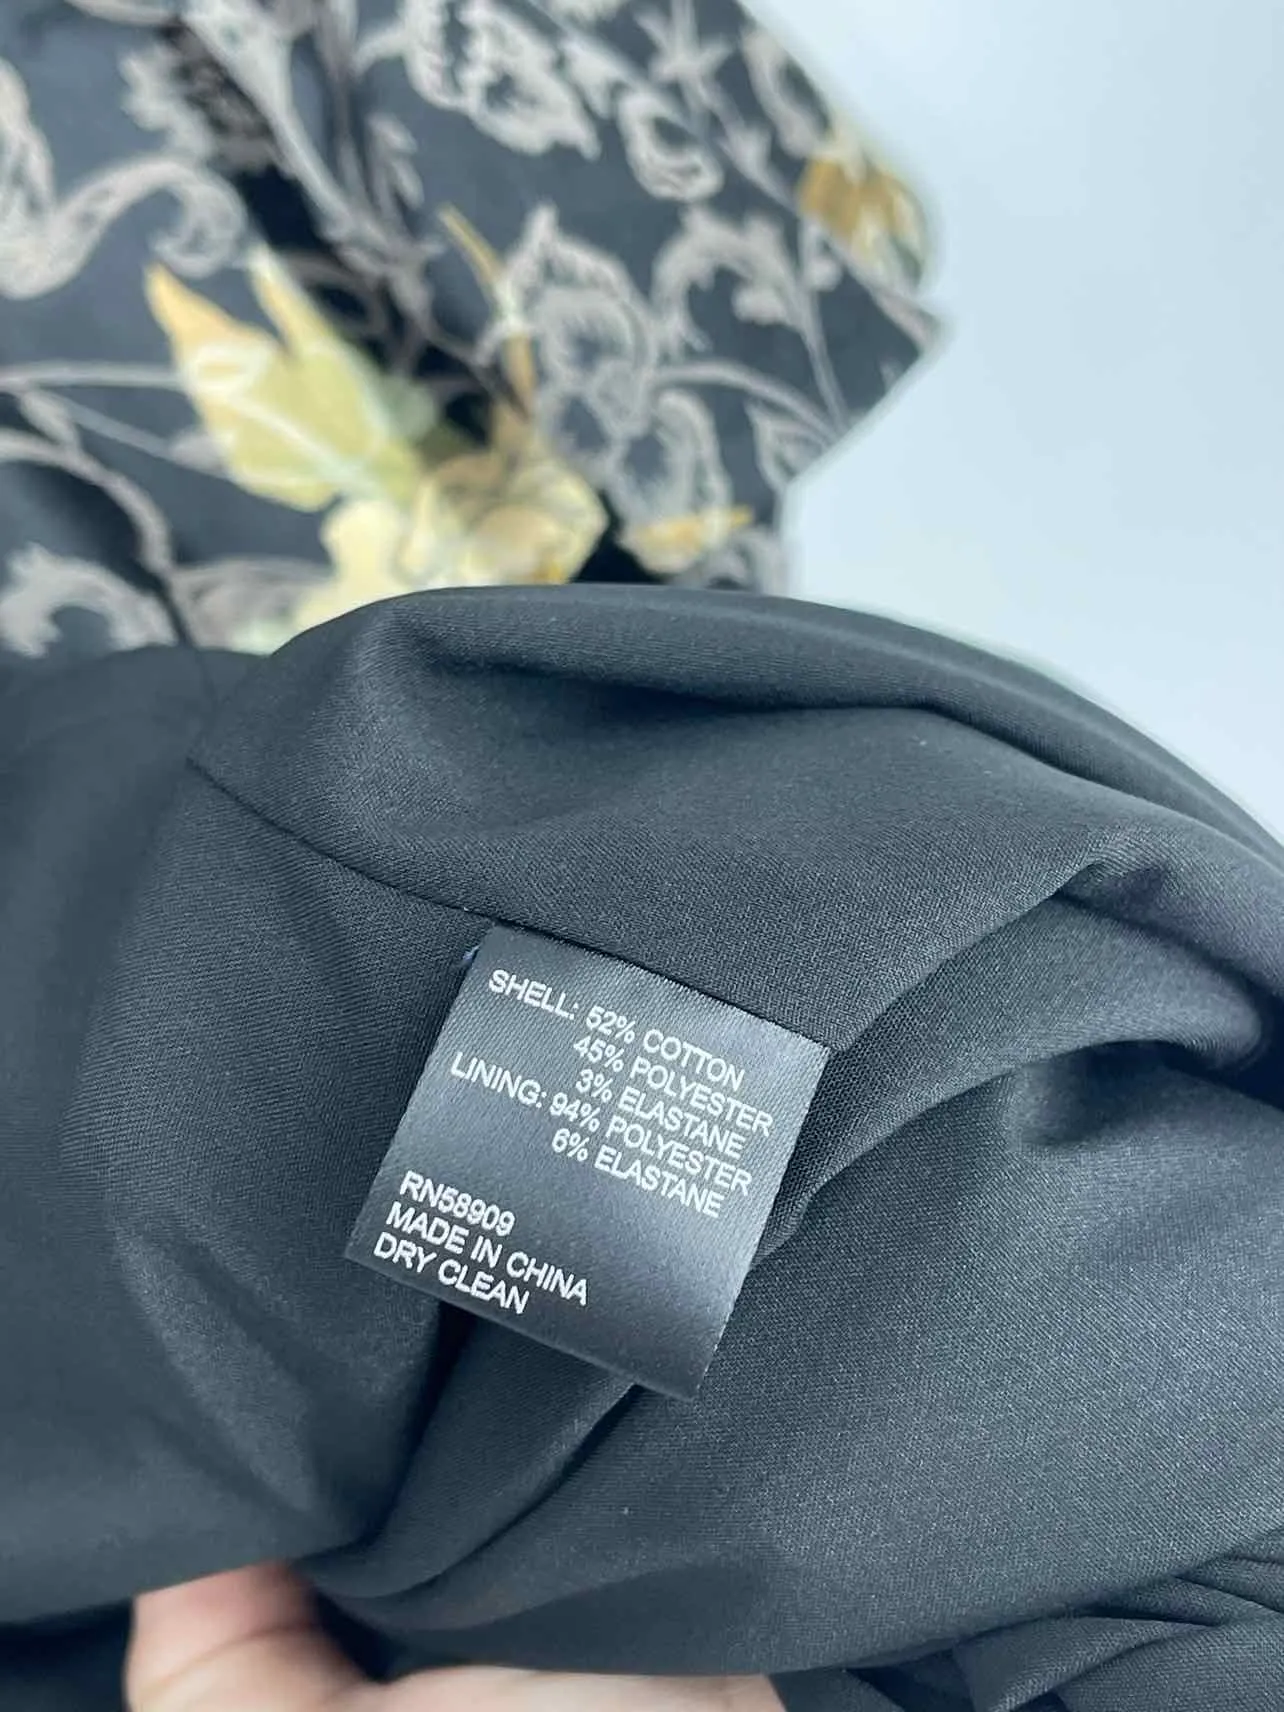 SHELL: 52% COTTON
45% POLYESTER
3% ELASTANE
LINING: 94% POLYESTER
6% ELASTANE
RN58909
MADE IN CHINA
DRY CLEAN